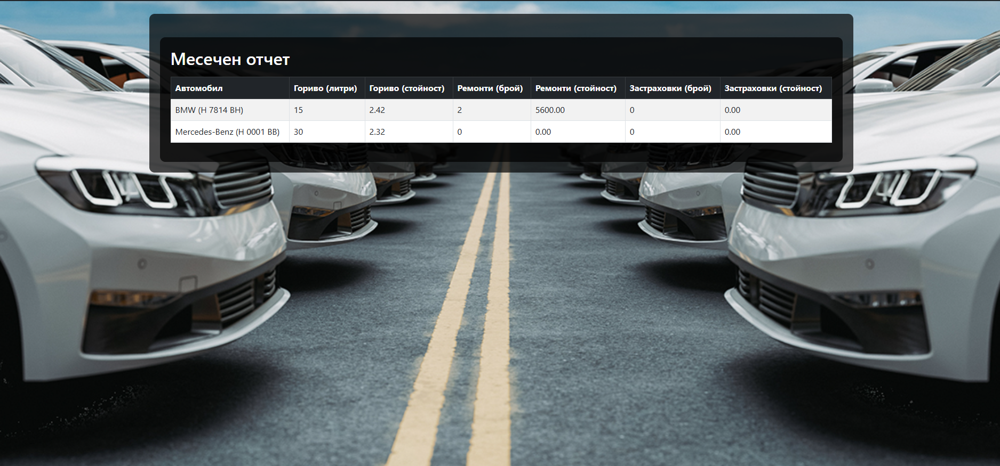 Месечен отчет
Автомобил Гориво (литри) Гориво (стойност) Ремонти (брой) Ремонти (стойност) Застраховки (брой) Застраховки (стойност)
BMW (H 7814 BH) 15 2.42 2 5600.00 0 0.00
Mercedes-Benz (H 0001 BB) 30 2.32 0 0.00 0 0.00